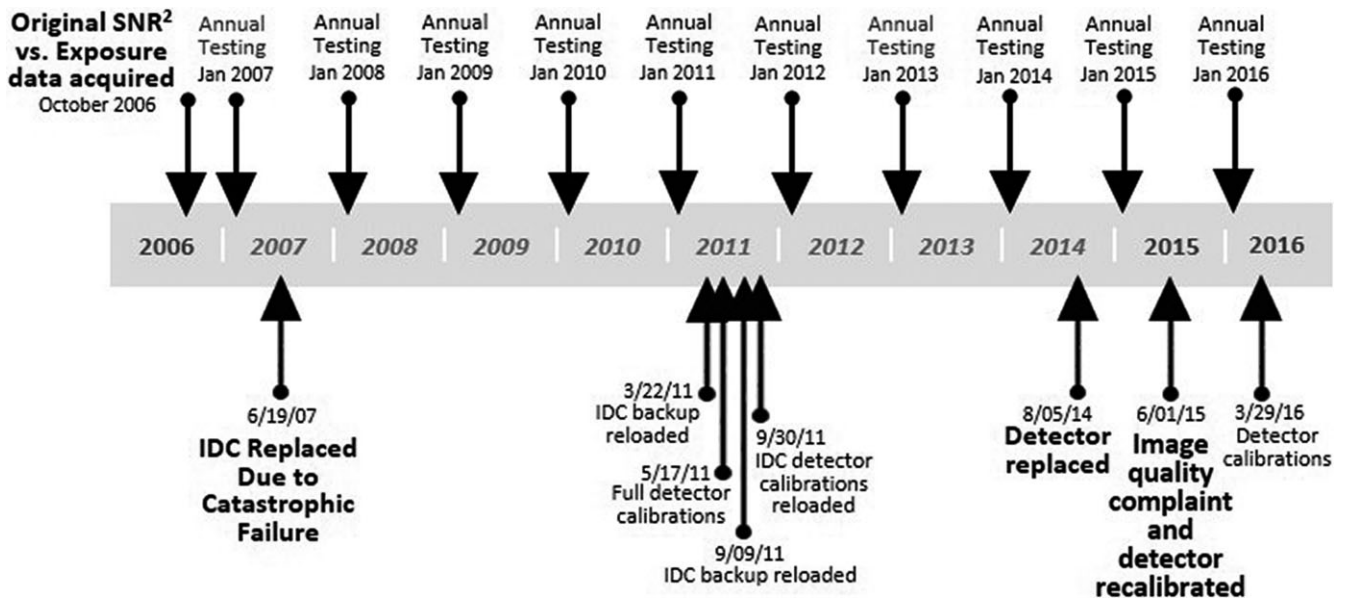 Original SNR²
vs. Exposure
data acquired
October 2006
Annual
Testing
Jan 2007
Annual
Testing
Jan 2008
Annual
Testing
Jan 2009
Annual
Testing
Jan 2010
Annual
Testing
Jan 2011
Annual
Testing
Jan 2012
Annual
Testing
Jan 2013
Annual
Testing
Jan 2014
Annual
Testing
Jan 2015
Annual
Testing
Jan 2016
2006 2007 2008 2009 2010 2011 2012 2013 2014 2015 2016
6/19/07
IDC Replaced
Due to
Catastrophic
Failure
3/22/11
IDC backup
reloaded
5/17/11
Full detector
calibrations
9/09/11
IDC backup reloaded
9/30/11
IDC detector
calibrations
reloaded
8/05/14
Detector
replaced
6/01/15
Image
quality
complaint
and
detector
recalibrated
3/29/16
Detector
calibrations